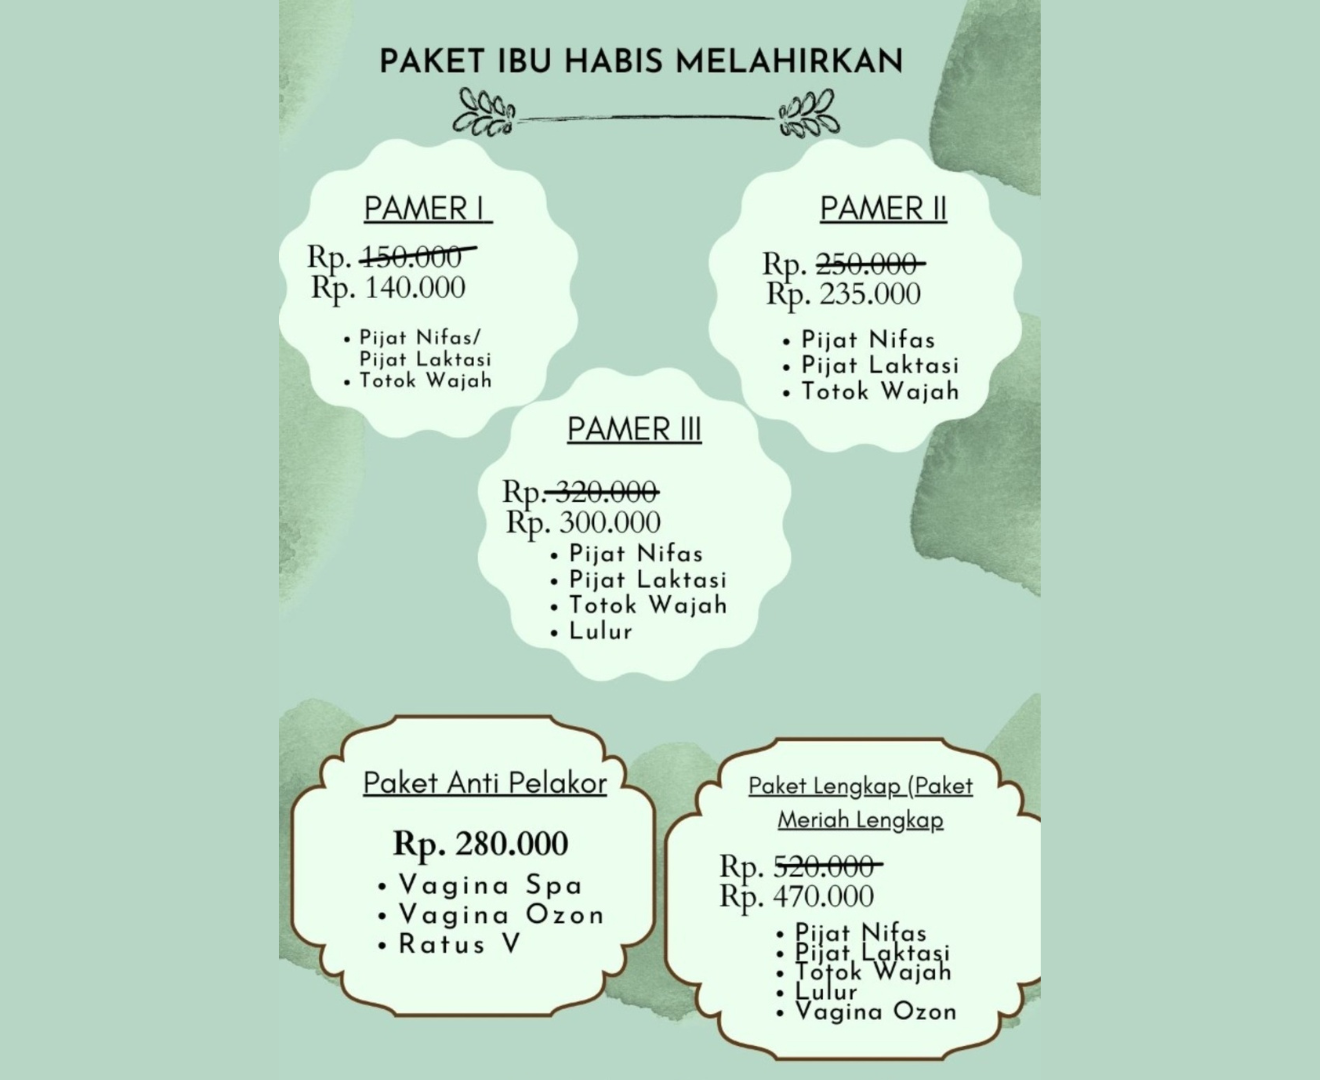 PAKET IBU HABIS MELAHIRKAN
PAMER I
Rp. 150.000
Rp. 140.000
• Pijat Nifas/
Pijat Laktasi
• Totok Wajah
PAMER II
Rp. 250.000
Rp. 235.000
• Pijat Nifas
• Pijat Laktasi
• Totok Wajah
PAMER III
Rp. 320.000
Rp. 300.000
• Pijat Nifas
• Pijat Laktasi
• Totok Wajah
• Lulur
Paket Anti Pelakor
Rp. 280.000
• Vagina Spa
• Vagina Ozon
• Ratus V
Paket Lengkap (Paket
Meriah Lengkap
Rp. 520.000
Rp. 470.000
• Pijat Nifas
• Pijat Laktasi
• Totok Wajah
• Lulur
• Vagina Ozon